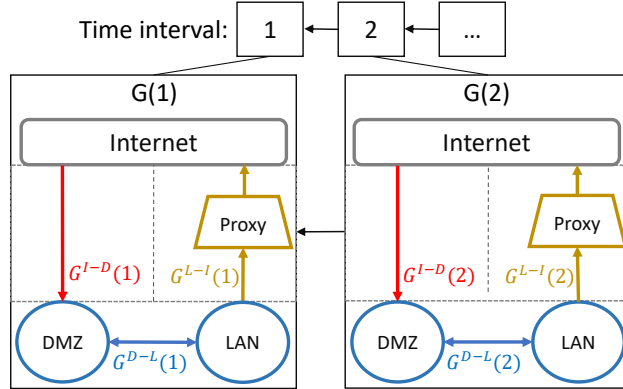 Time interval: 1 2 ...
G(1) G(2)
Internet Internet
Proxy Proxy
G^{I-D}(1) G^{L-I}(1) G^{I-D}(2) G^{L-I}(2)
DMZ LAN DMZ LAN
G^{D-L}(1) G^{D-L}(2)